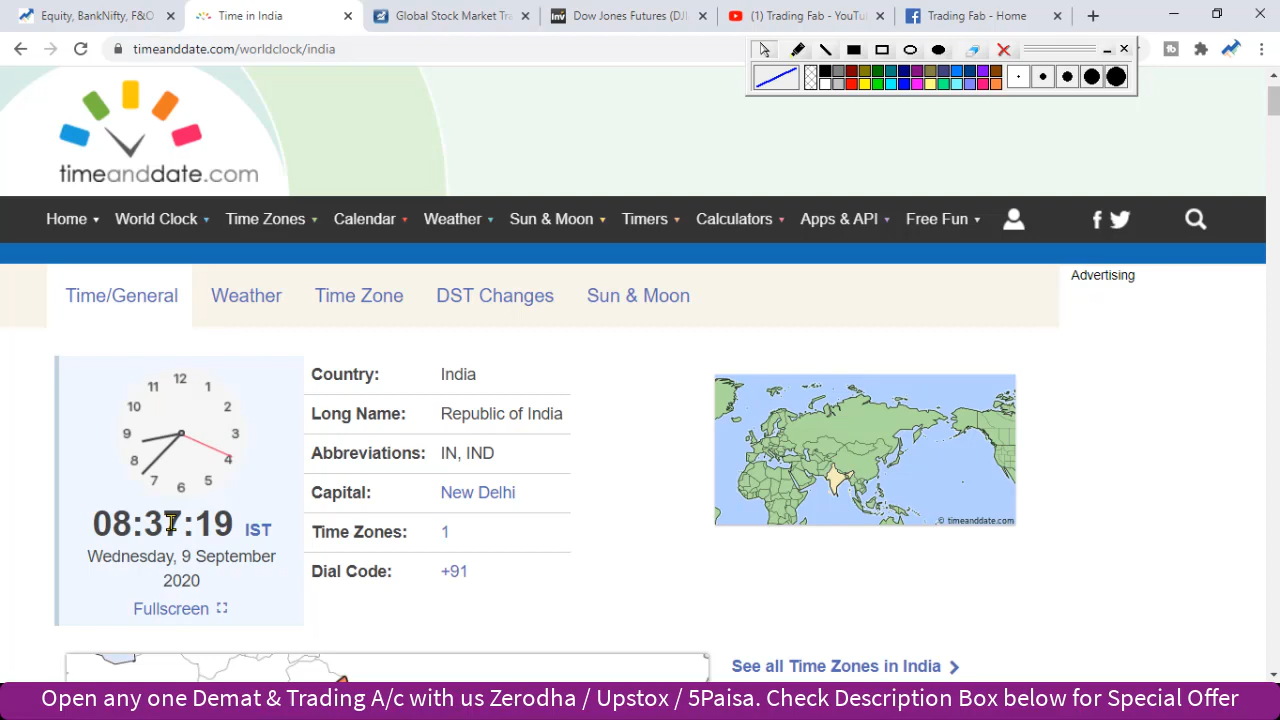 Equity, BankNifty, F&O
Time in India
Global Stock Market Tra
Inv
Dow Jones Futures (DJI
(1) Trading Fab - YouTu
Trading Fab - Home
timeanddate.com/worldclock/india
timeanddate.com
Home
World Clock
Time Zones
Calendar
Weather
Sun & Moon
Timers
Calculators
Apps & API
Free Fun
Advertising
Time/General
Weather
Time Zone
DST Changes
Sun & Moon
12
11 1
10 2
9 3
8 4
7 5
6
08:37:19 IST
Wednesday, 9 September
2020
Fullscreen
Country: India
Long Name: Republic of India
Abbreviations: IN, IND
Capital: New Delhi
Time Zones: 1
Dial Code: +91
© timeanddate.com
See all Time Zones in India
Open any one Demat & Trading A/c with us Zerodha / Upstox / 5Paisa. Check Description Box below for Special Offer